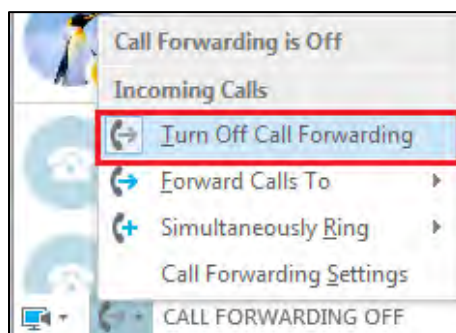 Call Forwarding is Off
Incoming Calls
Turn Off Call Forwarding
Forward Calls To
Simultaneously Ring
Call Forwarding Settings
CALL FORWARDING OFF